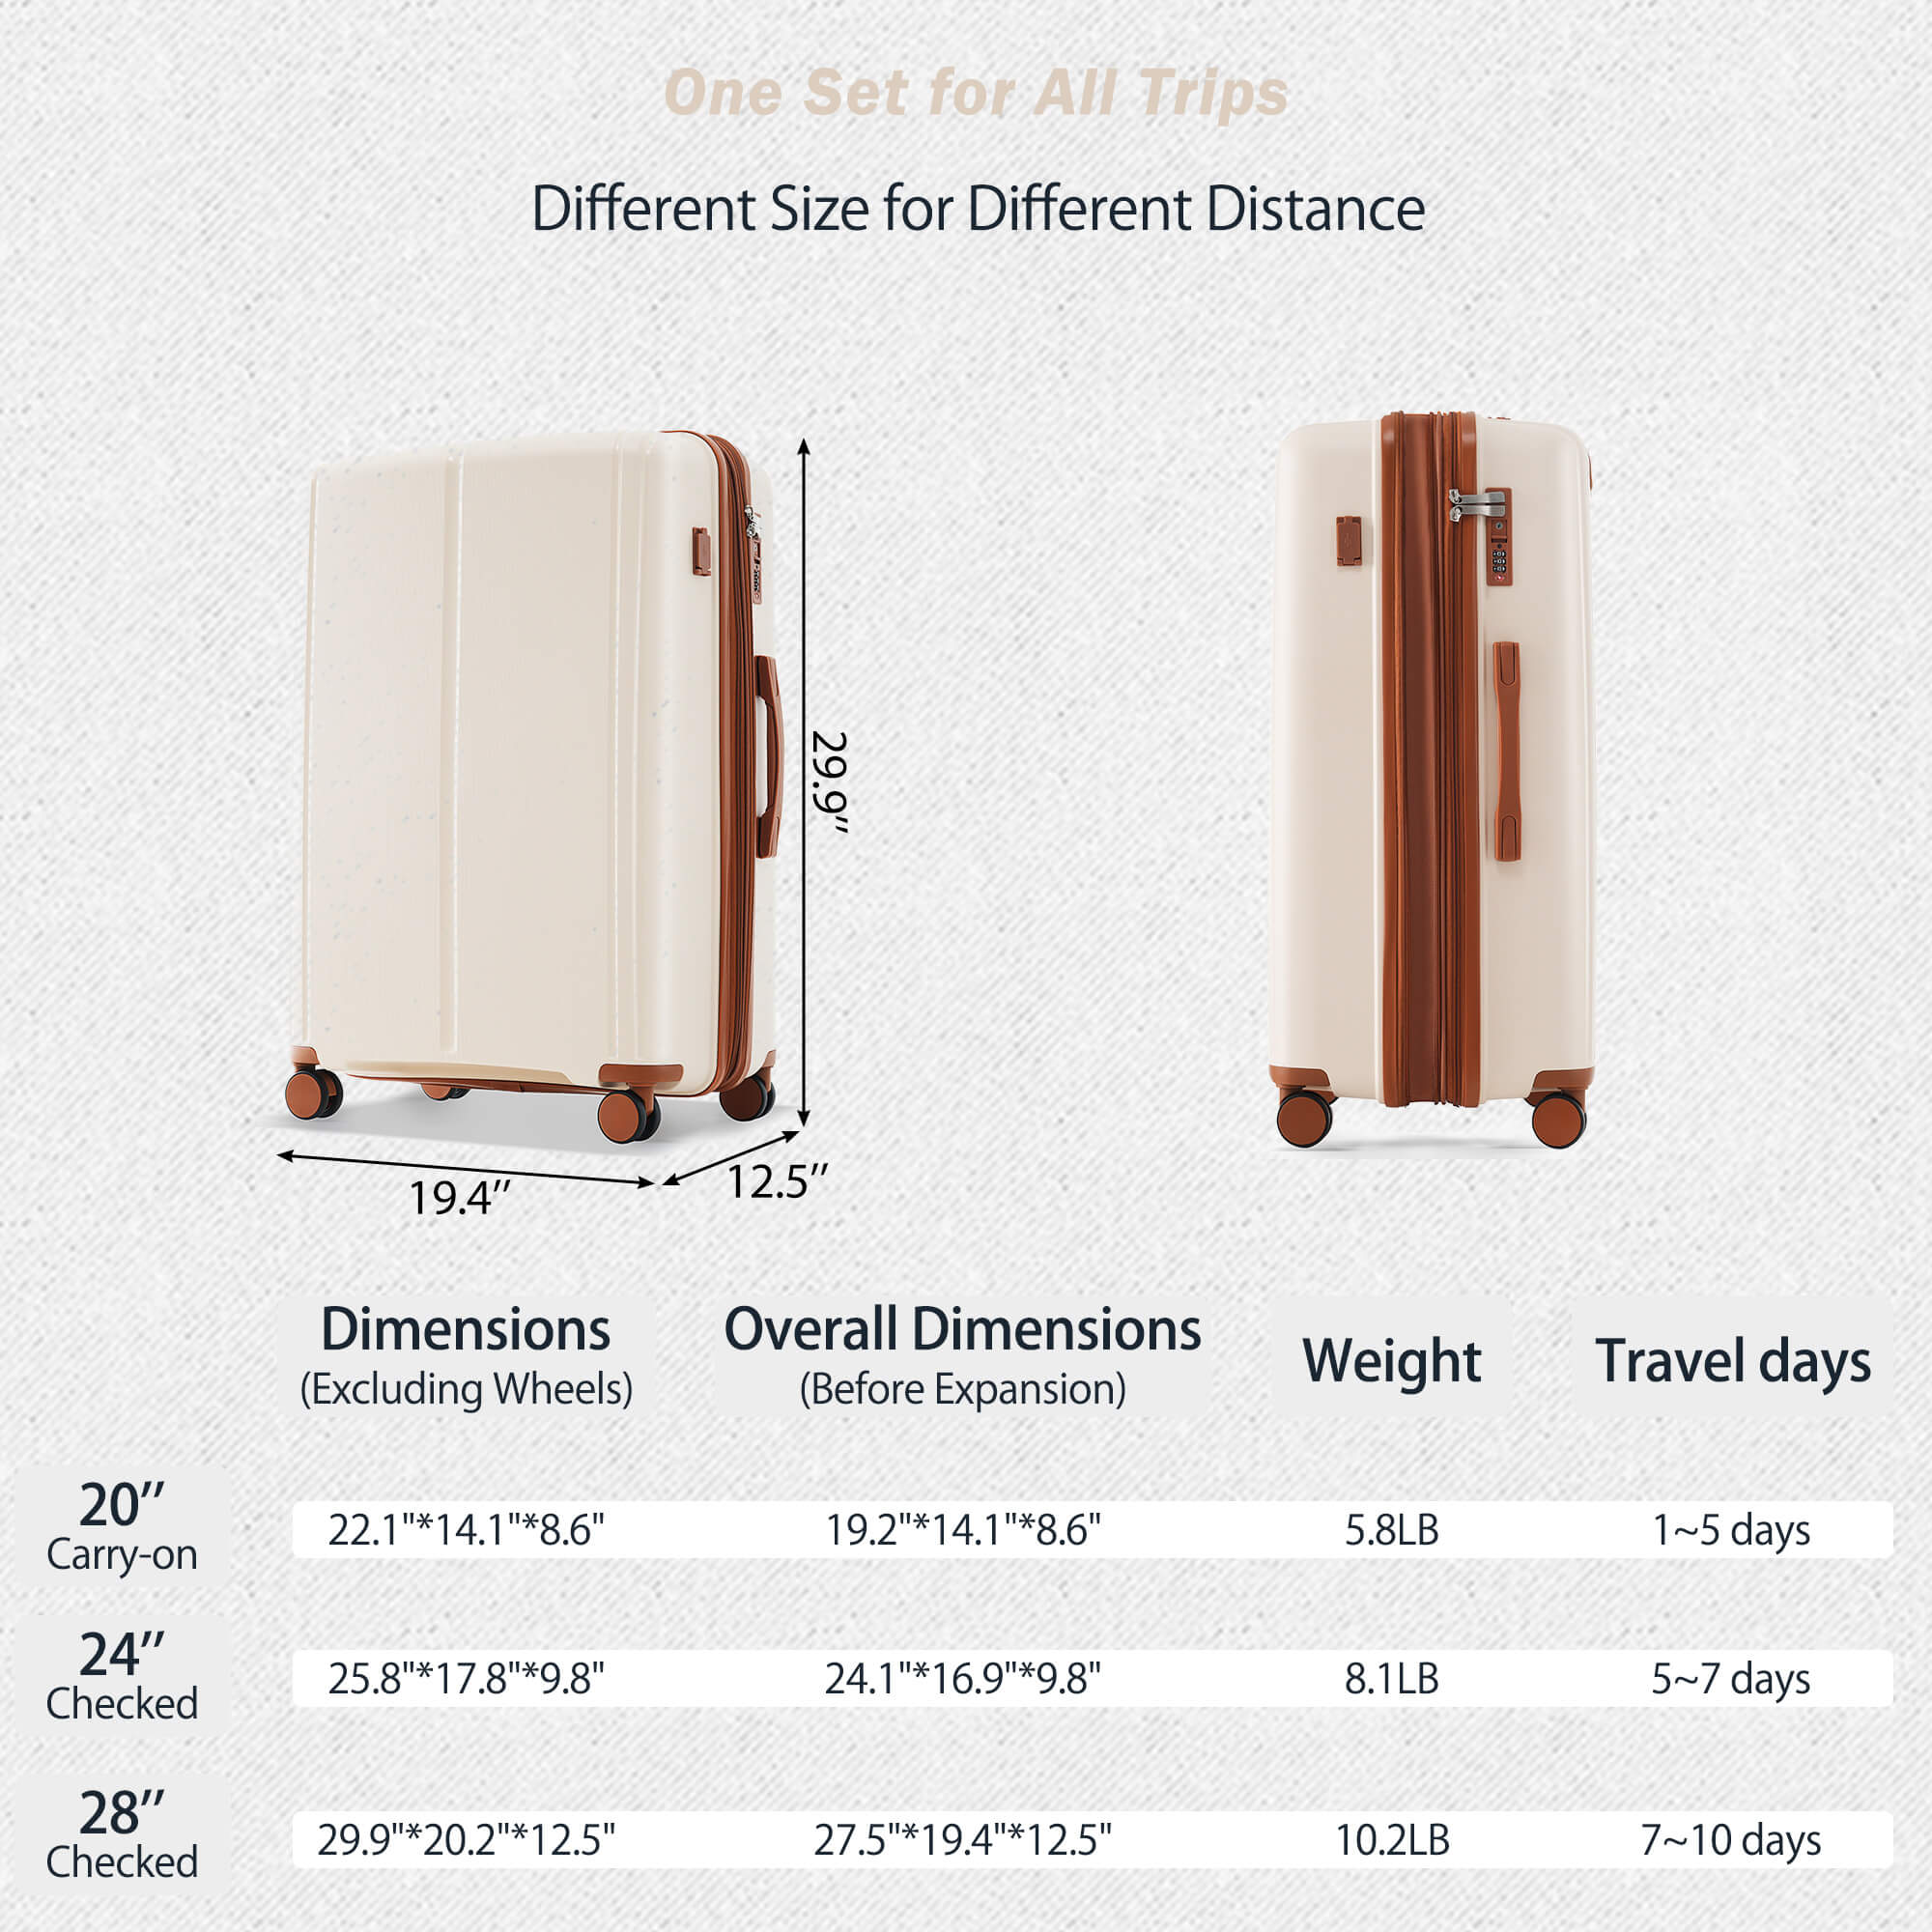 One Set for All Trips
Different Size for Different Distance
29.9''
19.4''
12.5''
Dimensions Overall Dimensions Weight Travel days
(Excluding Wheels) (Before Expansion)
20''
Carry-on
22.1"*14.1"*8.6" 19.2"*14.1"*8.6" 5.8LB 1~5 days
24''
Checked
25.8"*17.8"*9.8" 24.1"*16.9"*9.8" 8.1LB 5~7 days
28''
Checked
29.9"*20.2"*12.5" 27.5"*19.4"*12.5" 10.2LB 7~10 days